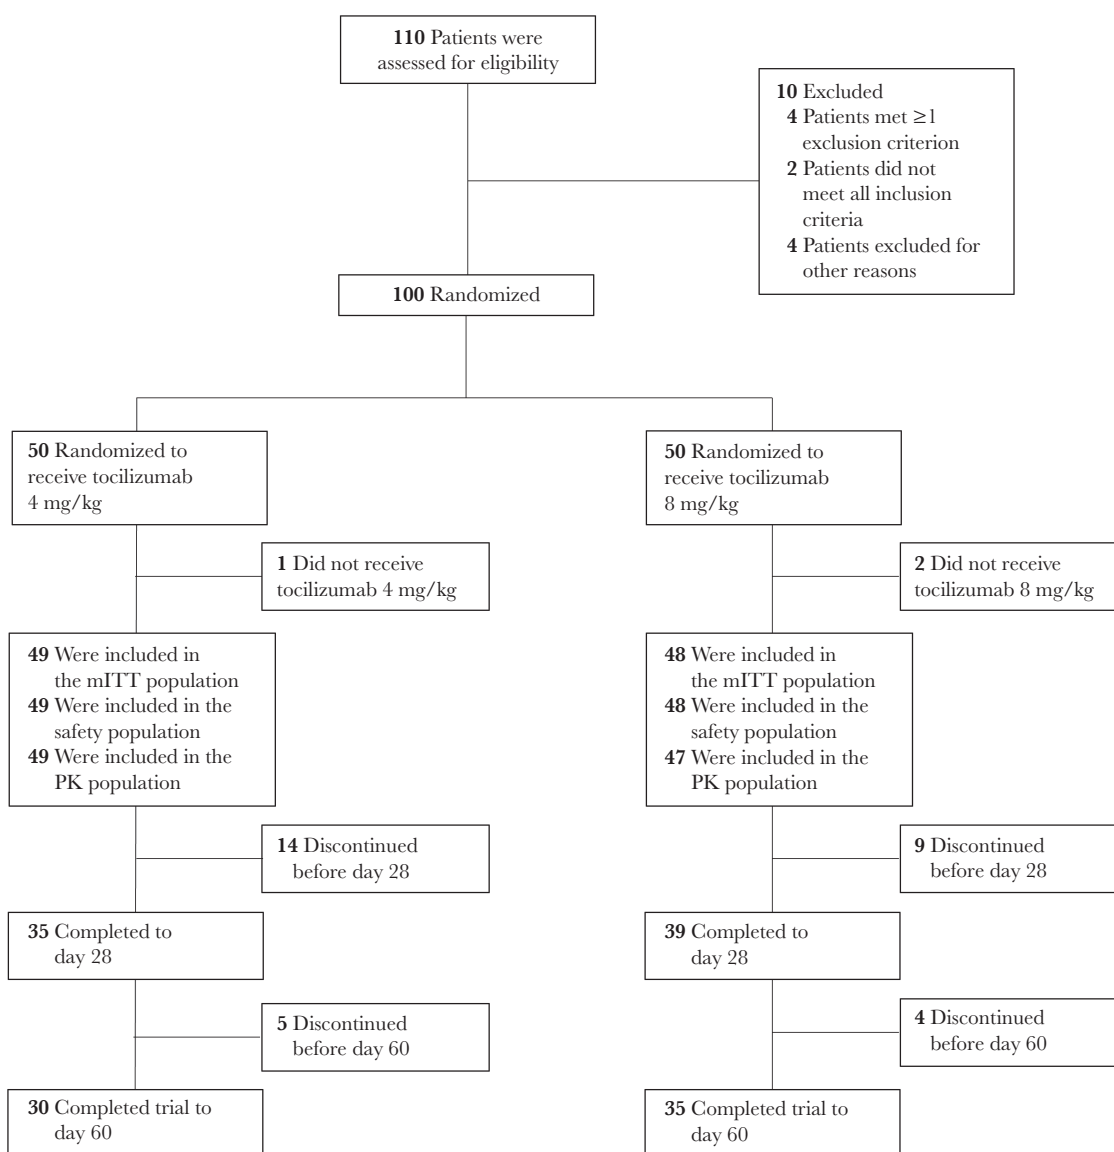 110 Patients were
assessed for eligibility
10 Excluded
4 Patients met ≥1
exclusion criterion
2 Patients did not
meet all inclusion
criteria
4 Patients excluded for
other reasons
100 Randomized
50 Randomized to
receive tocilizumab
4 mg/kg
50 Randomized to
receive tocilizumab
8 mg/kg
1 Did not receive
tocilizumab 4 mg/kg
2 Did not receive
tocilizumab 8 mg/kg
49 Were included in
the mITT population
49 Were included in the
safety population
49 Were included in the
PK population
48 Were included in
the mITT population
48 Were included in the
safety population
47 Were included in the
PK population
14 Discontinued
before day 28
9 Discontinued
before day 28
35 Completed to
day 28
39 Completed to
day 28
5 Discontinued
before day 60
4 Discontinued
before day 60
30 Completed trial to
day 60
35 Completed trial to
day 60